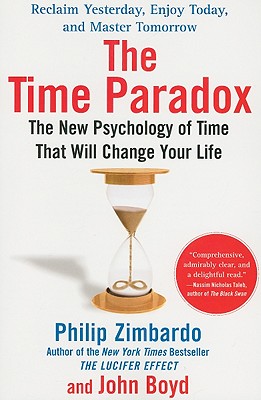 Reclaim Yesterday, Enjoy Today,
and Master Tomorrow
The
Time Paradox
The New Psychology of Time
That Will Change Your Life
"Comprehensive,
admirably clear, and
a delightful read."
—Nassim Nicholas Taleb,
author of The Black Swan
Philip Zimbardo
Author of the New York Times Bestseller
THE LUCIFER EFFECT
and John Boyd